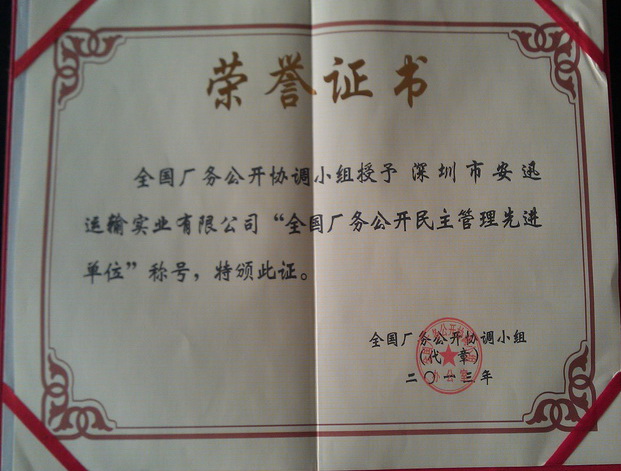 荣誉证书
全国厂务公开协调小组授予 深圳市安迅
运输实业有限公司“全国厂务公开民主管理先进
单位”称号，特颁此证。
全国厂务公开协调小组
（代 章）
二〇一三年